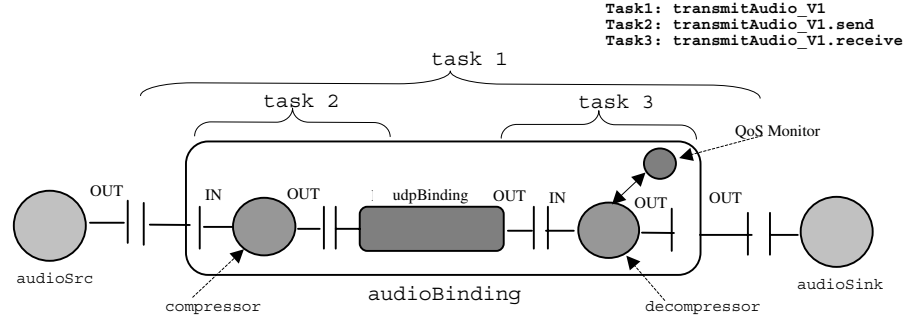 Task1: transmitAudio_V1
Task2: transmitAudio_V1.send
Task3: transmitAudio_V1.receive
task 1
task 2
task 3
QoS Monitor
OUT
IN
OUT
udpBinding
OUT
IN
OUT
OUT
audioSrc
audioSink
compressor
audioBinding
decompressor